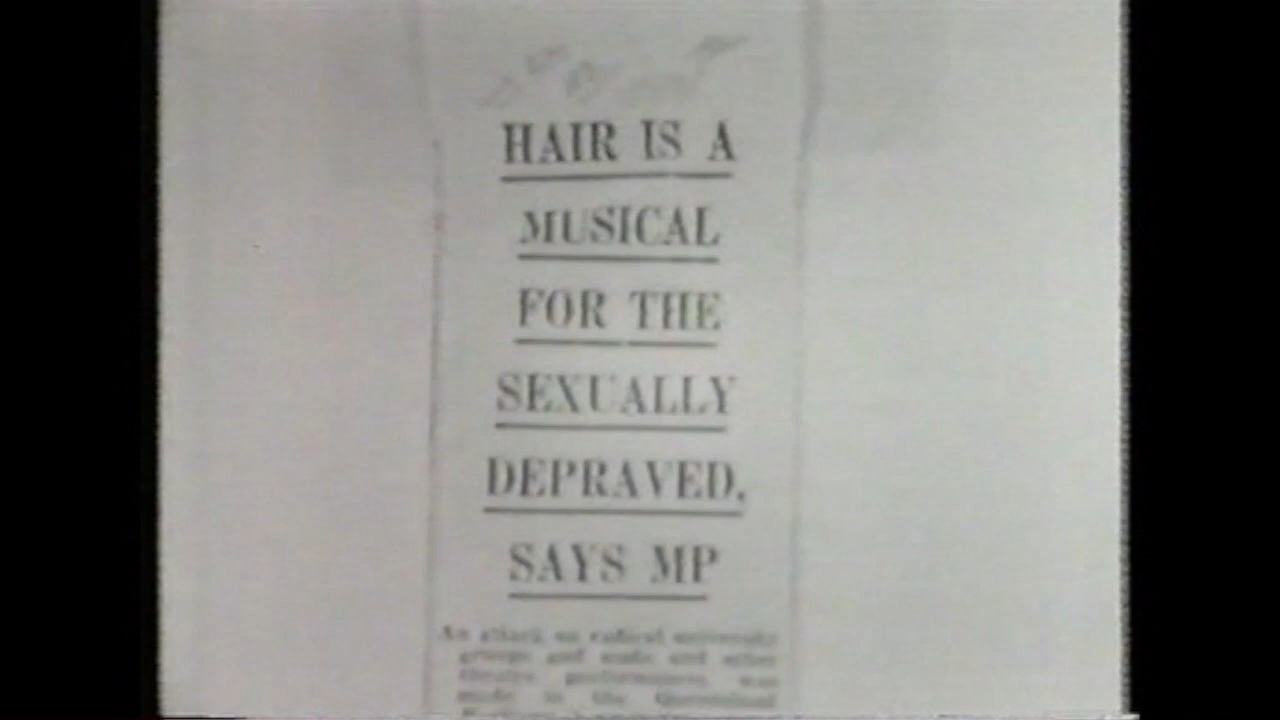 HAIR IS A
MUSICAL
FOR THE
SEXUALLY
DEPRAVED,
SAYS MP
An attack on radical university
groups and nude and other
theatre performances was
made in the Queensland